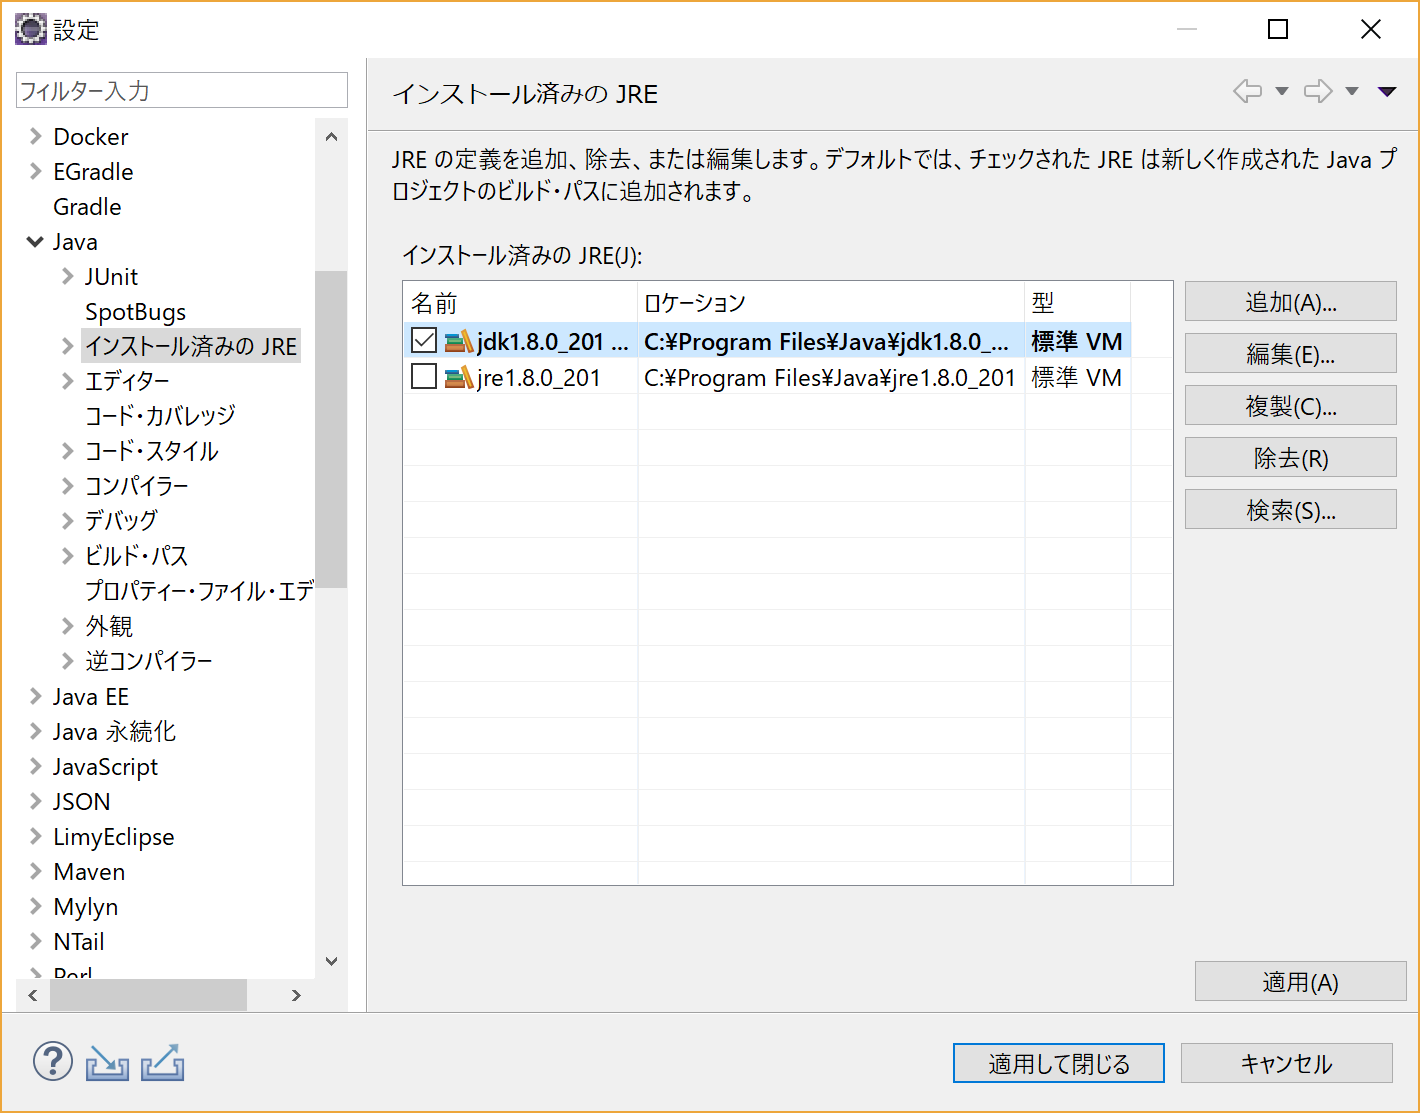 設定
フィルター入力
Docker
EGradle
Gradle
Java
JUnit
SpotBugs
インストール済みの JRE
エディター
コード・カバレッジ
コード・スタイル
コンパイラー
デバッグ
ビルド・パス
プロパティー・ファイル・エデ
外観
逆コンパイラー
Java EE
Java 永続化
JavaScript
JSON
LimyEclipse
Maven
Mylyn
NTail
Perl
インストール済みの JRE
JRE の定義を追加、除去、または編集します。デフォルトでは、チェックされた JRE は新しく作成された Java プ
ロジェクトのビルド・パスに追加されます。
インストール済みの JRE(J):
名前 ロケーション 型
jdk1.8.0_201 ... C:¥Program Files¥Java¥jdk1.8.0_... 標準 VM
jre1.8.0_201 C:¥Program Files¥Java¥jre1.8.0_201 標準 VM
追加(A)...
編集(E)...
複製(C)...
除去(R)
検索(S)...
適用(A)
適用して閉じる
キャンセル